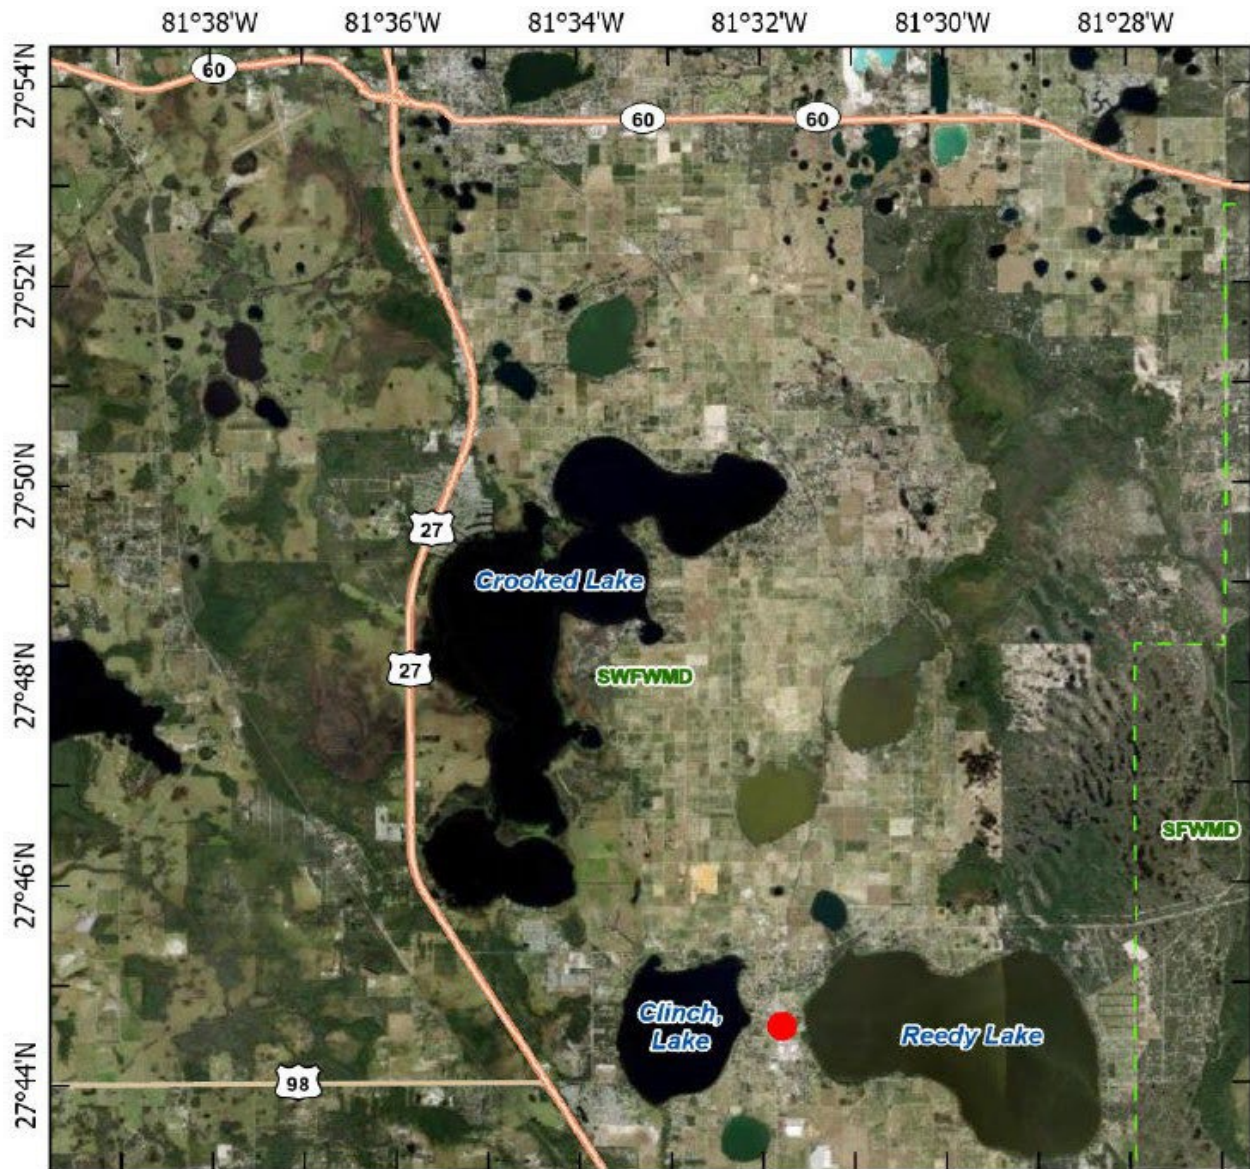 81°38'W 81°36'W 81°34'W 81°32'W 81°30'W 81°28'W
27°54'N
60
60
60
27°52'N
27°50'N
27
Crooked Lake
27°48'N
27
SWFWMD
SFWMD
27°46'N
Clinch,
Lake
Reedy Lake
27°44'N
98